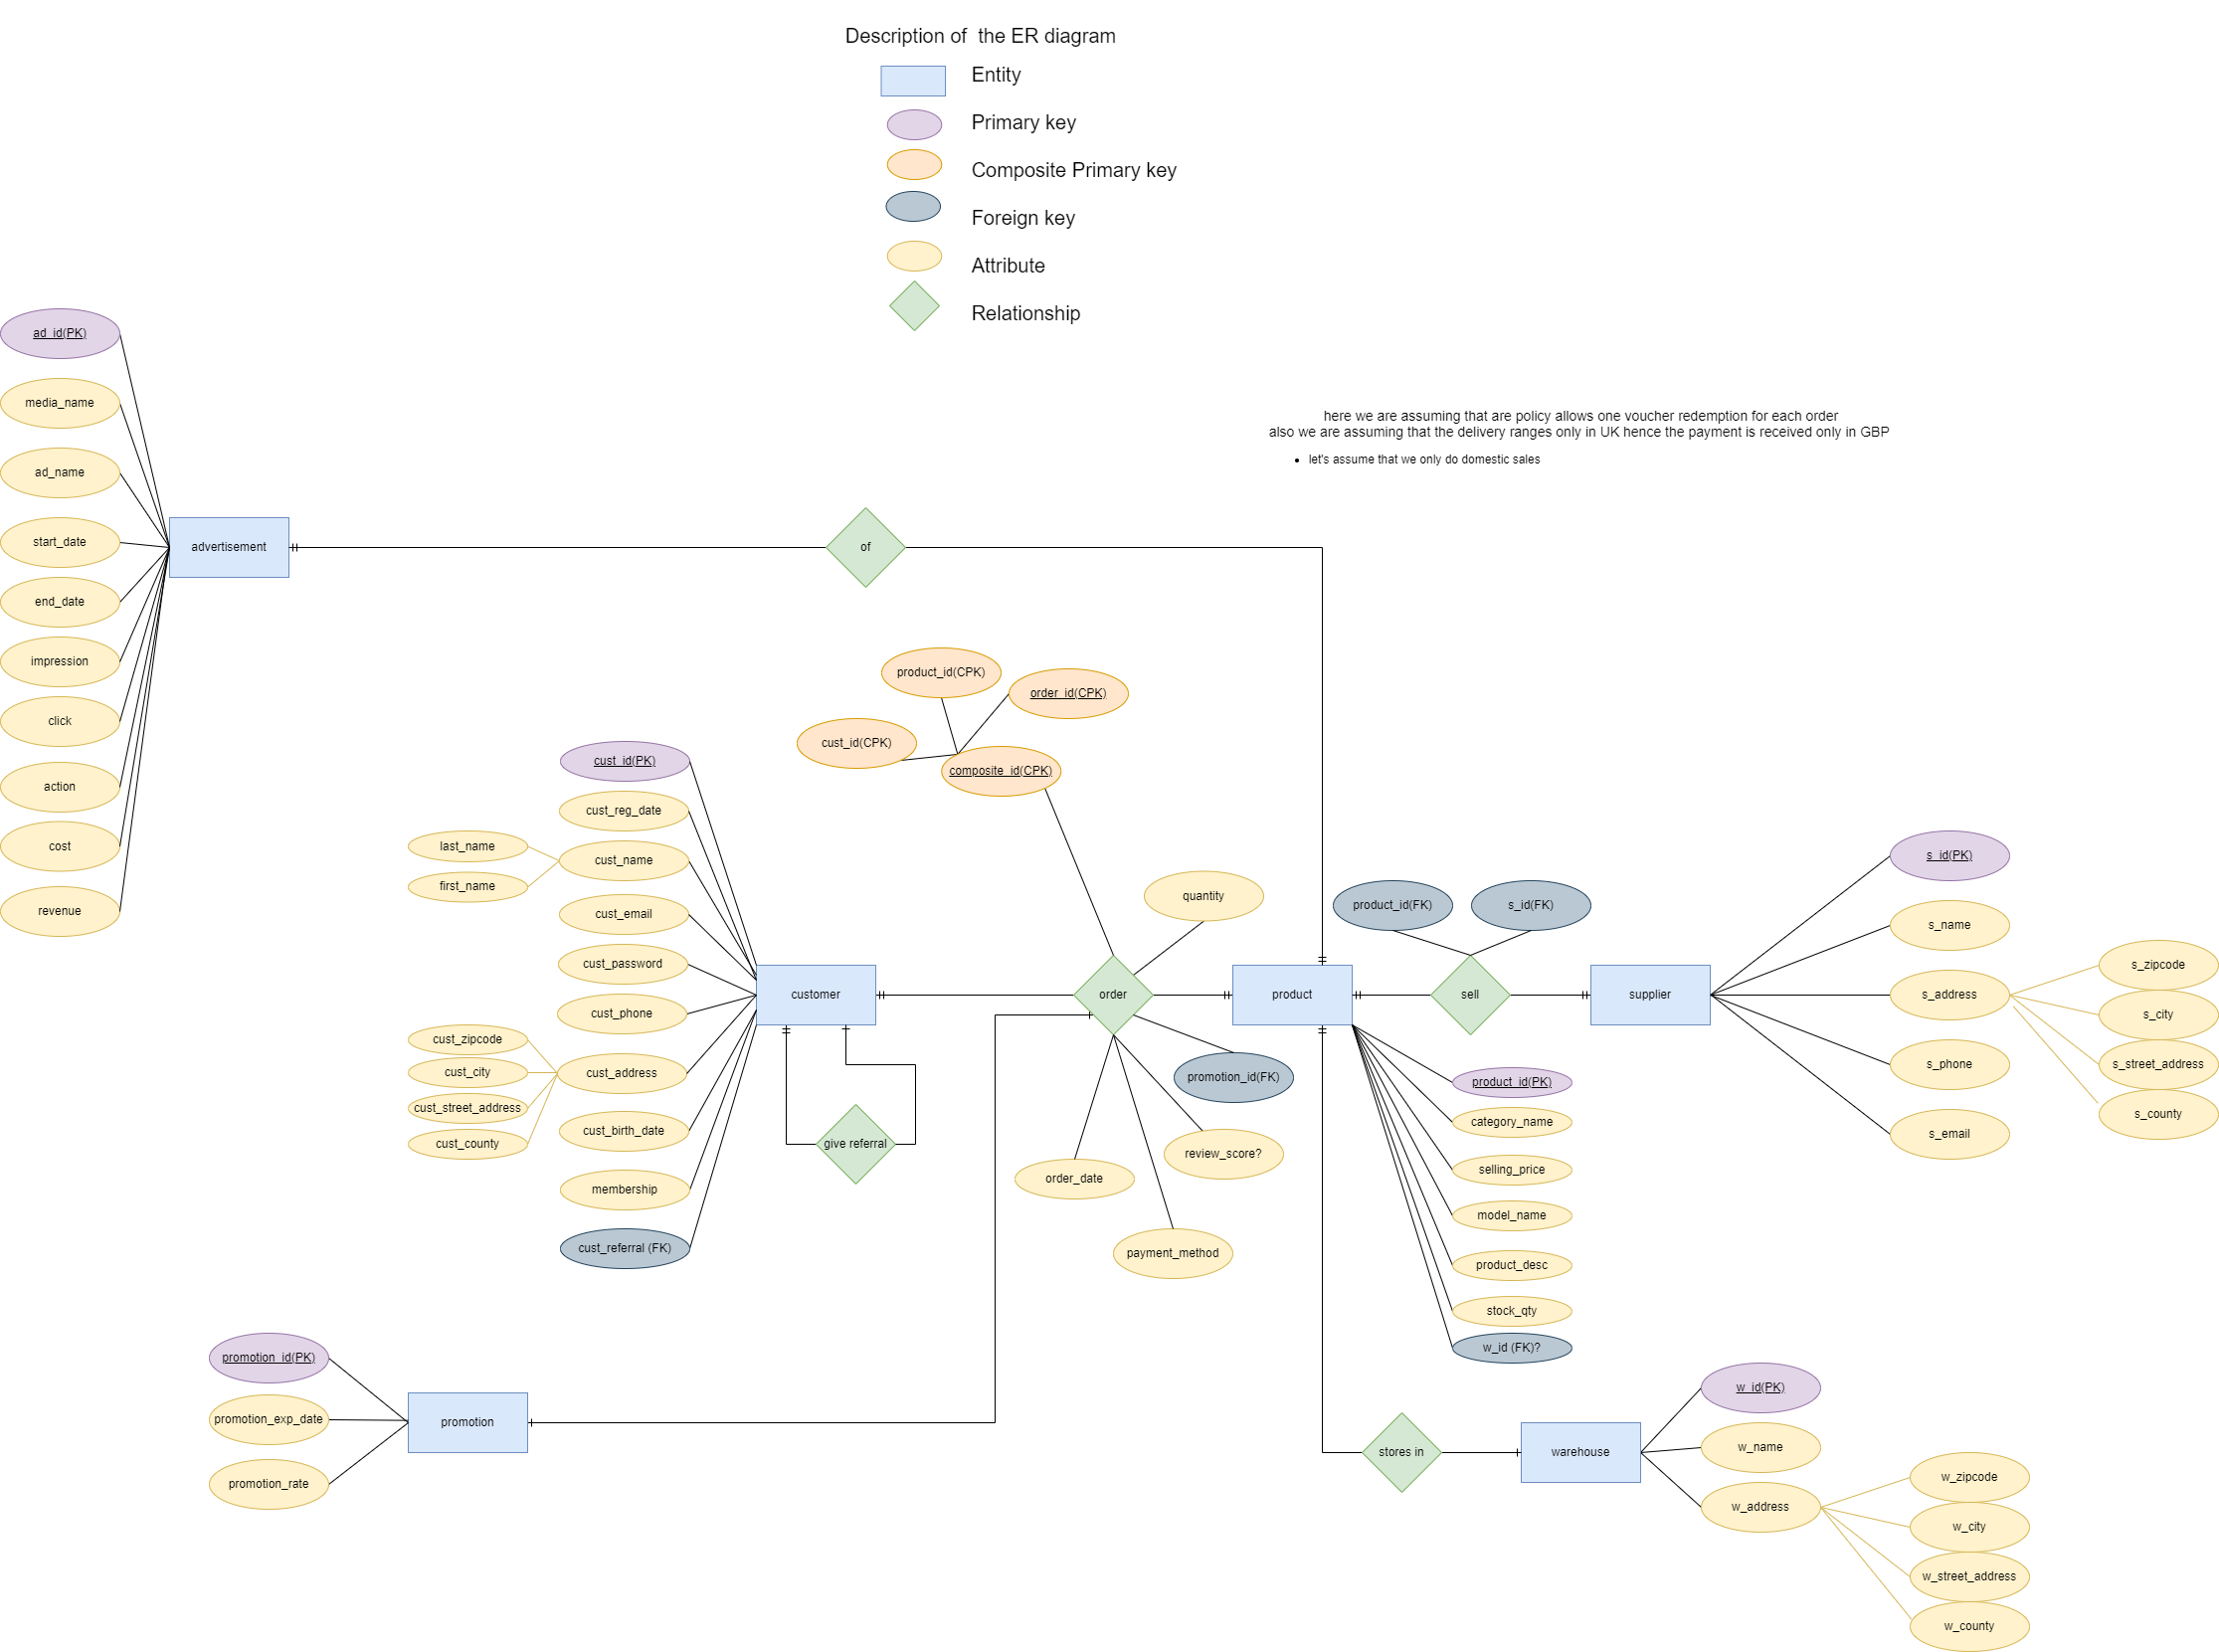 Description of  the ER diagram
Entity
Primary key
Composite Primary key
Foreign key
Attribute
Relationship
here we are assuming that are policy allows one voucher redemption for each order
also we are assuming that the delivery ranges only in UK hence the payment is received only in GBP
• let's assume that we only do domestic sales
ad_id(PK)
media_name
ad_name
start_date
end_date
impression
click
action
cost
revenue
advertisement
of
product_id(CPK)
order_id(CPK)
cust_id(CPK)
composite_id(CPK)
cust_id(PK)
cust_reg_date
last_name
first_name
cust_name
cust_email
cust_password
cust_phone
cust_zipcode
cust_city
cust_street_address
cust_county
cust_address
cust_birth_date
membership
cust_referral (FK)
customer
give referral
order
quantity
promotion_id(FK)
review_score?
order_date
payment_method
product
product_id(FK)
s_id(FK)
sell
supplier
s_id(PK)
s_name
s_address
s_phone
s_email
s_zipcode
s_city
s_street_address
s_county
product_id(PK)
category_name
selling_price
model_name
product_desc
stock_qty
w_id (FK)?
promotion_id(PK)
promotion_exp_date
promotion_rate
promotion
stores in
warehouse
w_id(PK)
w_name
w_address
w_zipcode
w_city
w_street_address
w_county